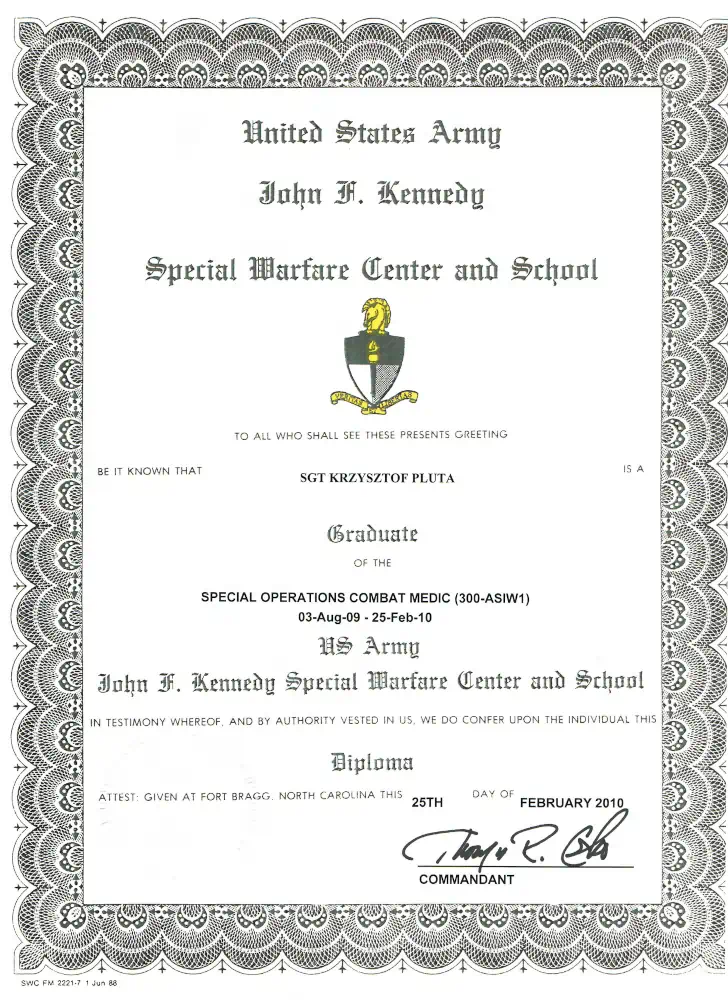 United States Army
John F. Kennedy
Special Warfare Center and School
VERITAS LIBERTAS
TO ALL WHO SHALL SEE THESE PRESENTS GREETING
BE IT KNOWN THAT SGT KRZYSZTOF PLUTA IS A
Graduate
OF THE
SPECIAL OPERATIONS COMBAT MEDIC (300-ASIW1)
03-Aug-09 - 25-Feb-10
US Army
John F. Kennedy Special Warfare Center and School
IN TESTIMONY WHEREOF, AND BY AUTHORITY VESTED IN US, WE DO CONFER UPON THE INDIVIDUAL THIS
Diploma
ATTEST: GIVEN AT FORT BRAGG, NORTH CAROLINA THIS 25TH DAY OF FEBRUARY 2010
COMMANDANT
SWC FM 2221-7 1 Jun 88